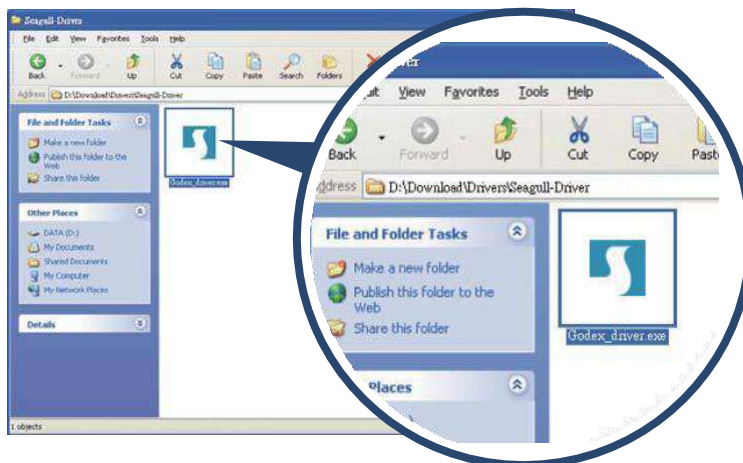 Seagull-Driver
File Edit View Favorites Tools Help
Back Forward Up Cut Copy Paste Search Folders
Address D:\Download\Drivers\Seagull-Driver
File and Folder Tasks
Make a new folder
Publish this folder to the
Web
Share this folder
Other Places
DATA (D:)
My Documents
Shared Documents
My Computer
My Network Places
Details
Godex_driver.exe
1 objects
View Favorites Tools Help
Back Forward Up Cut Copy Past
ddress D:\Download\Drivers\Seagull-Driver
File and Folder Tasks
Make a new folder
Publish this folder to the
Web
Share this folder
Places
Godex_driver.exe